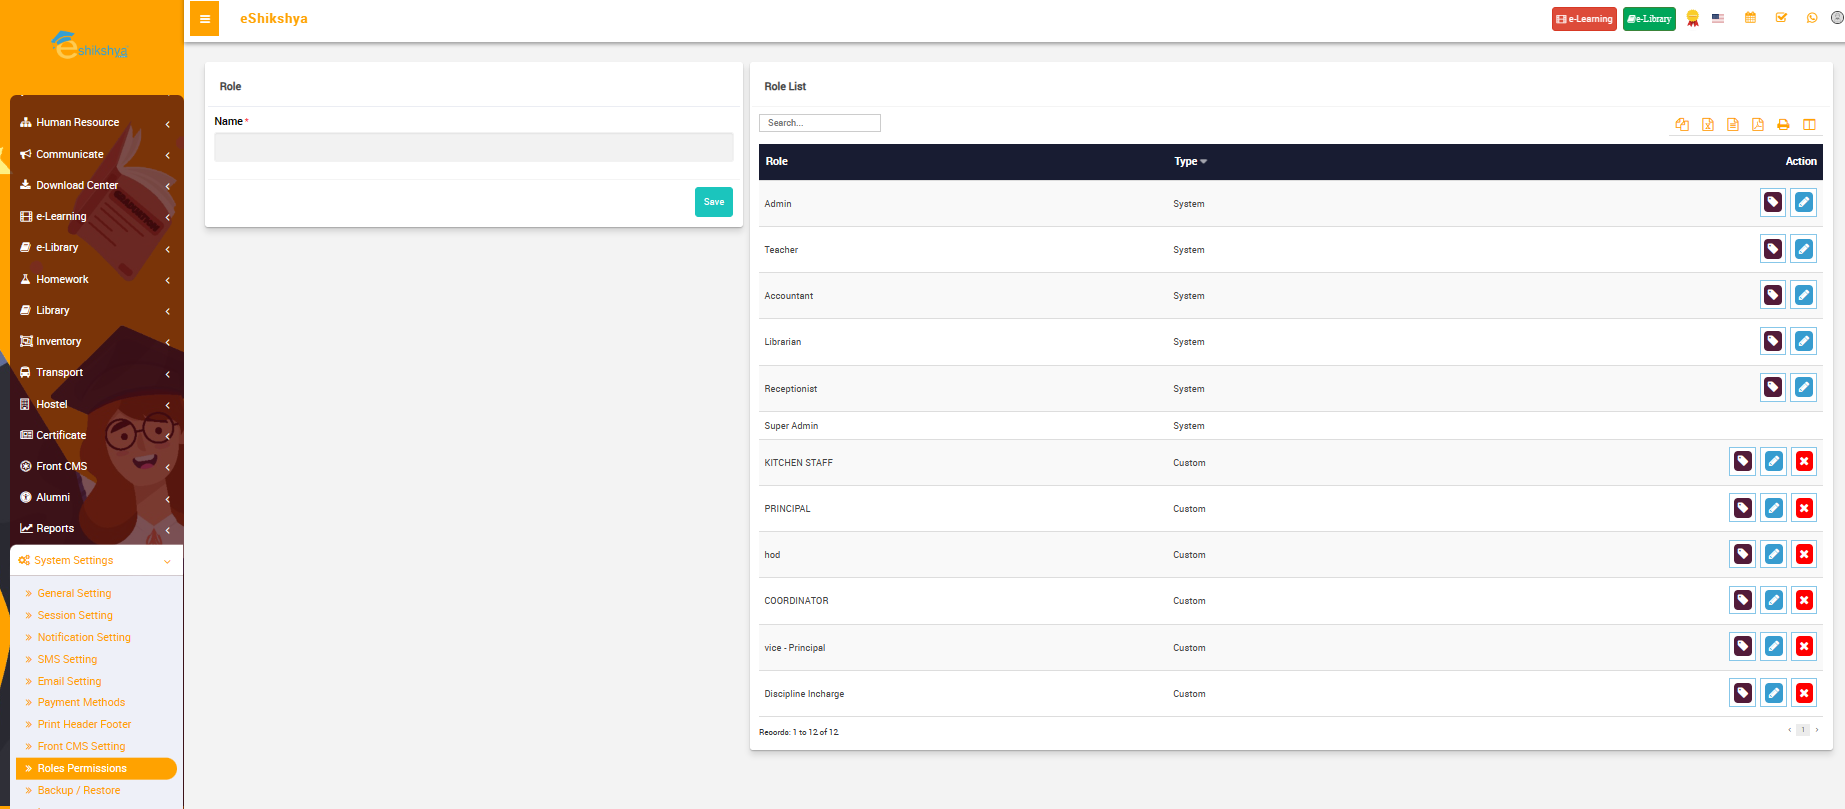 eshikshya
eShikshya
e-Learning
e-Library
Human Resource
Communicate
Download Center
e-Learning
e-Library
Homework
Library
Inventory
Transport
Hostel
Certificate
Front CMS
Alumni
Reports
System Settings
General Setting
Session Setting
Notification Setting
SMS Setting
Email Setting
Payment Methods
Print Header Footer
Front CMS Setting
Roles Permissions
Backup / Restore
Role
Name *
Save
Role List
Search...
Role Type Action
Admin System
Teacher System
Accountant System
Librarian System
Receptionist System
Super Admin System
KITCHEN STAFF Custom
PRINCIPAL Custom
hod Custom
COORDINATOR Custom
vice - Principal Custom
Discipline Incharge Custom
Records: 1 to 12 of 12
1